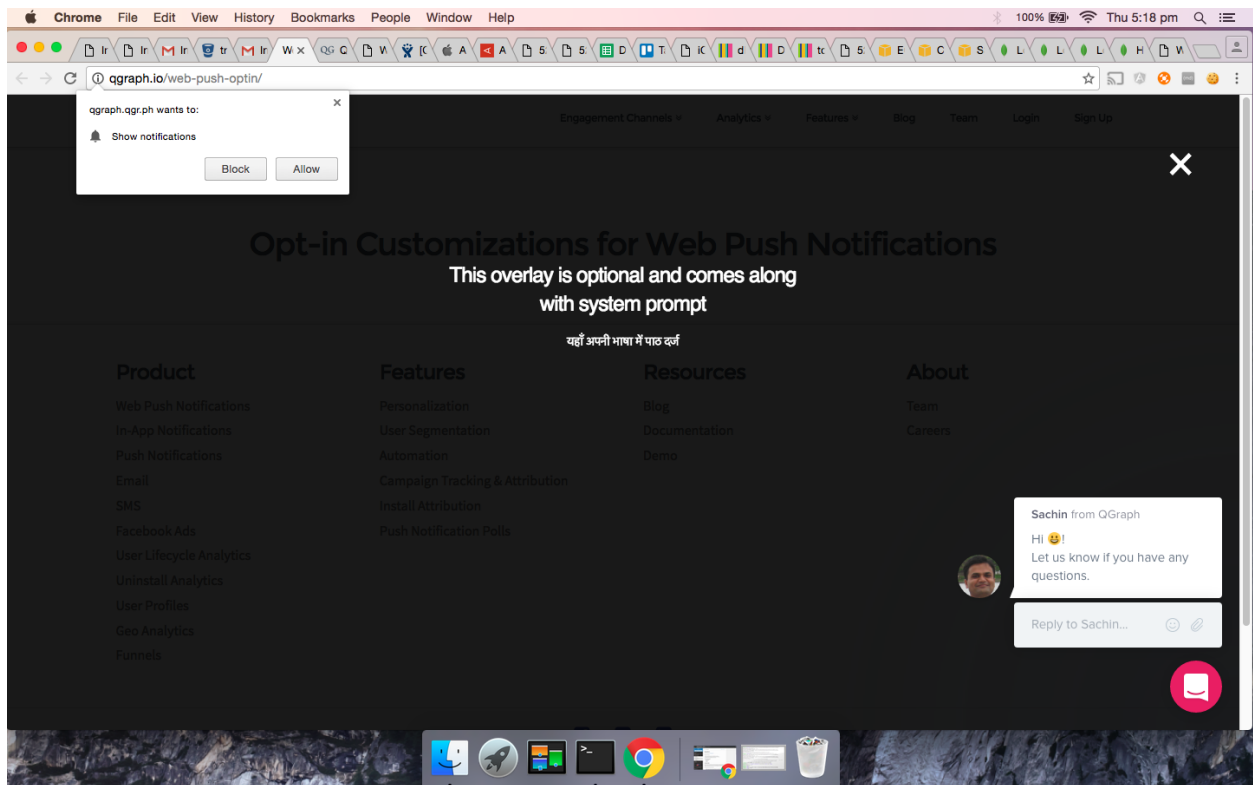 Chrome File Edit View History Bookmarks People Window Help
100% Thu 5:18 pm
qgraph.io/web-push-optin/
qgraph.qgr.ph wants to:
Show notifications
Block Allow
Engagement Channels Analytics Features Blog Team Login Sign Up
Opt-in Customizations for Web Push Notifications
This overlay is optional and comes along
with system prompt
यहाँ अपनी भाषा में पाठ दर्ज
Product Features Resources About
Web Push Notifications Personalization Blog Team
In-App Notifications User Segmentation Documentation Careers
Push Notifications Automation Demo
Email Campaign Tracking & Attribution
SMS Install Attribution
Facebook Ads Push Notification Polls
User Lifecycle Analytics
Uninstall Analytics
User Profiles
Geo Analytics
Funnels
Sachin from QGraph
Hi 😀!
Let us know if you have any
questions.
Reply to Sachin...